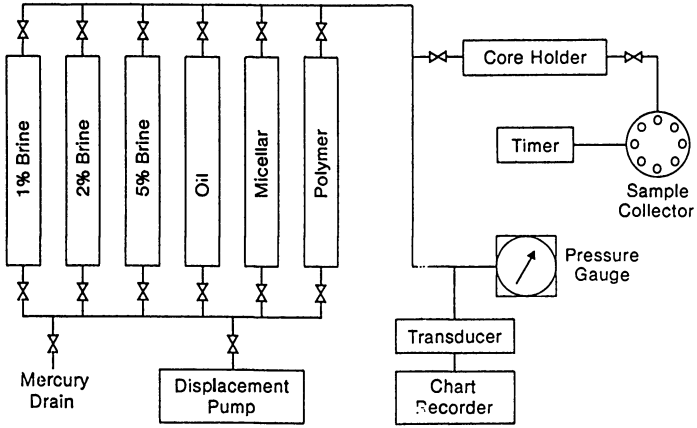 1% Brine
2% Brine
5% Brine
Oil
Micellar
Polymer
Core Holder
Timer
Sample
Collector
Pressure
Gauge
Transducer
Chart
Recorder
Mercury
Drain
Displacement
Pump